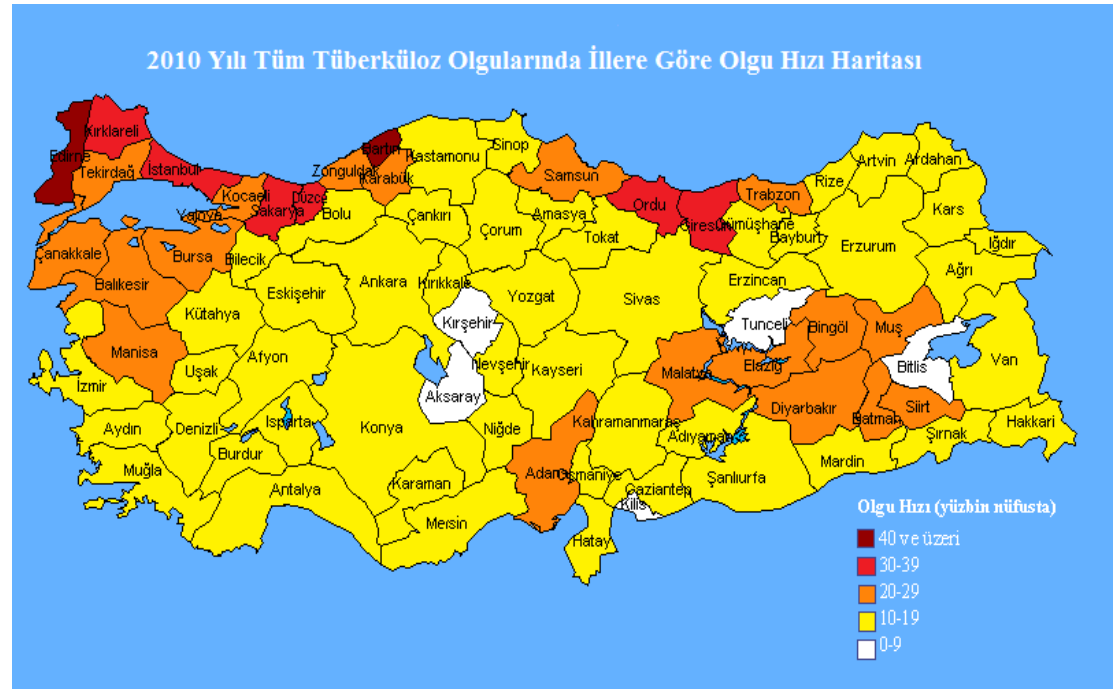 2010 Yılı Tüm Tüberküloz Olgularında İllere Göre Olgu Hızı Haritası
Kırklareli
Edirne
Tekirdağ
İstanbul
Kocaeli
Yalova
Sakarya
Düzce
Zonguldak
Bartın
Karabük
Kastamonu
Sinop
Samsun
Ordu
Giresun
Trabzon
Rize
Artvin
Ardahan
Kars
Iğdır
Ağrı
Erzurum
Gümüşhane
Bayburt
Erzincan
Amasya
Tokat
Çorum
Çankırı
Bolu
Bilecik
Bursa
Çanakkale
Balıkesir
Kütahya
Eskişehir
Ankara
Kırıkkale
Yozgat
Sivas
Tunceli
Bingöl
Muş
Bitlis
Van
Kırşehir
Nevşehir
Kayseri
Malatya
Elazığ
Manisa
Uşak
Afyon
İzmir
Aksaray
Diyarbakır
Batman
Siirt
Hakkari
Şırnak
Mardin
Şanlıurfa
Adıyaman
Kahramanmaraş
Niğde
Konya
Isparta
Denizli
Aydın
Burdur
Muğla
Antalya
Karaman
Mersin
Adana
Osmaniye
Gaziantep
Kilis
Hatay
Olgu Hızı (yüzbin nüfusta)
40 ve üzeri
30-39
20-29
10-19
0-9